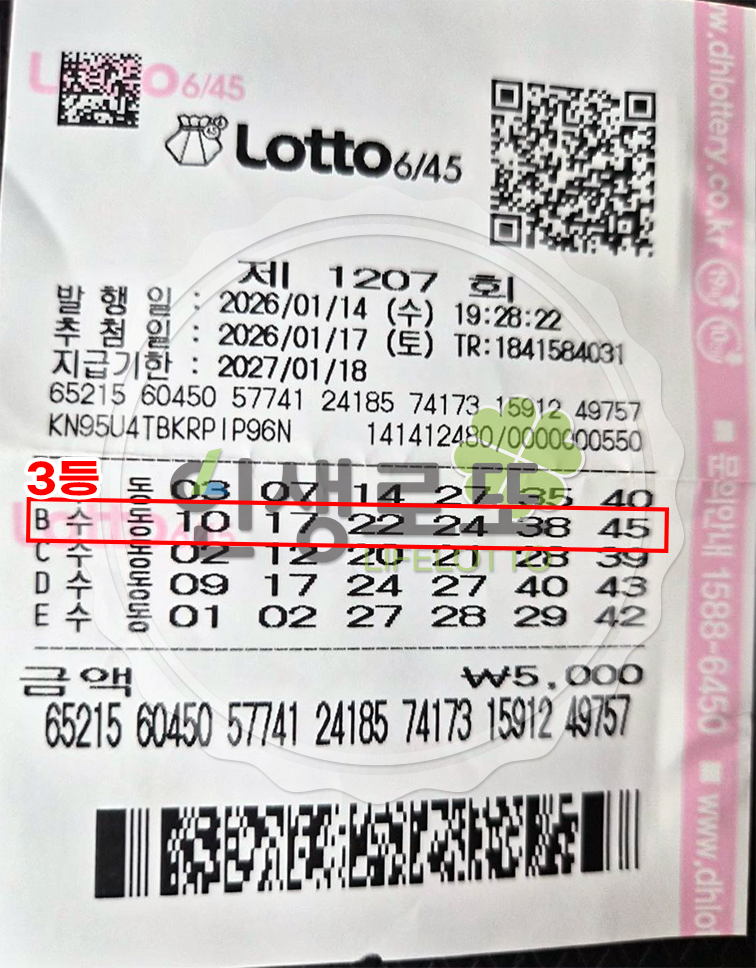 Lotto 6/45
Lotto 6/45
제 1207 회
발 행 일 : 2026/01/14 (수) 19:28:22
추 첨 일 : 2026/01/17 (토) TR:1841584031
지급기한 : 2027/01/18
65215 60450 57741 24185 74173 15912 49757
KN95U4TBKRPIP96N 141412480/0000000550
3등
동 03 07 14 27 35 40
B 수 동 10 17 22 24 38 45
C 수 동 02 12 20 21 28 39
D 수 동 09 17 24 27 40 43
E 수 동 01 02 27 28 29 42
인생로또
LIFELOTTO
금액 ₩5,000
65215 60450 57741 24185 74173 15912 49757
www.dhlottery.co.kr
문의안내 1588-6450
www.dhlott